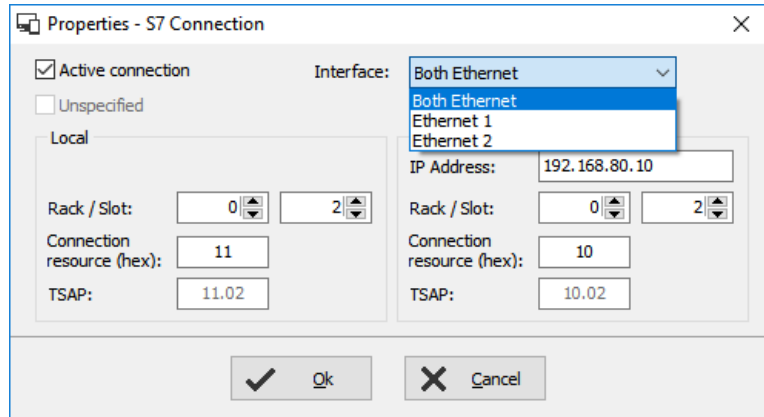 Properties - S7 Connection
Active connection
Interface:
Both Ethernet
Both Ethernet
Ethernet 1
Ethernet 2
Unspecified
Local
IP Address:
192.168.80.10
Rack / Slot:
0
2
Rack / Slot:
0
2
Connection
resource (hex):
11
Connection
resource (hex):
10
TSAP:
11.02
TSAP:
10.02
Ok
Cancel